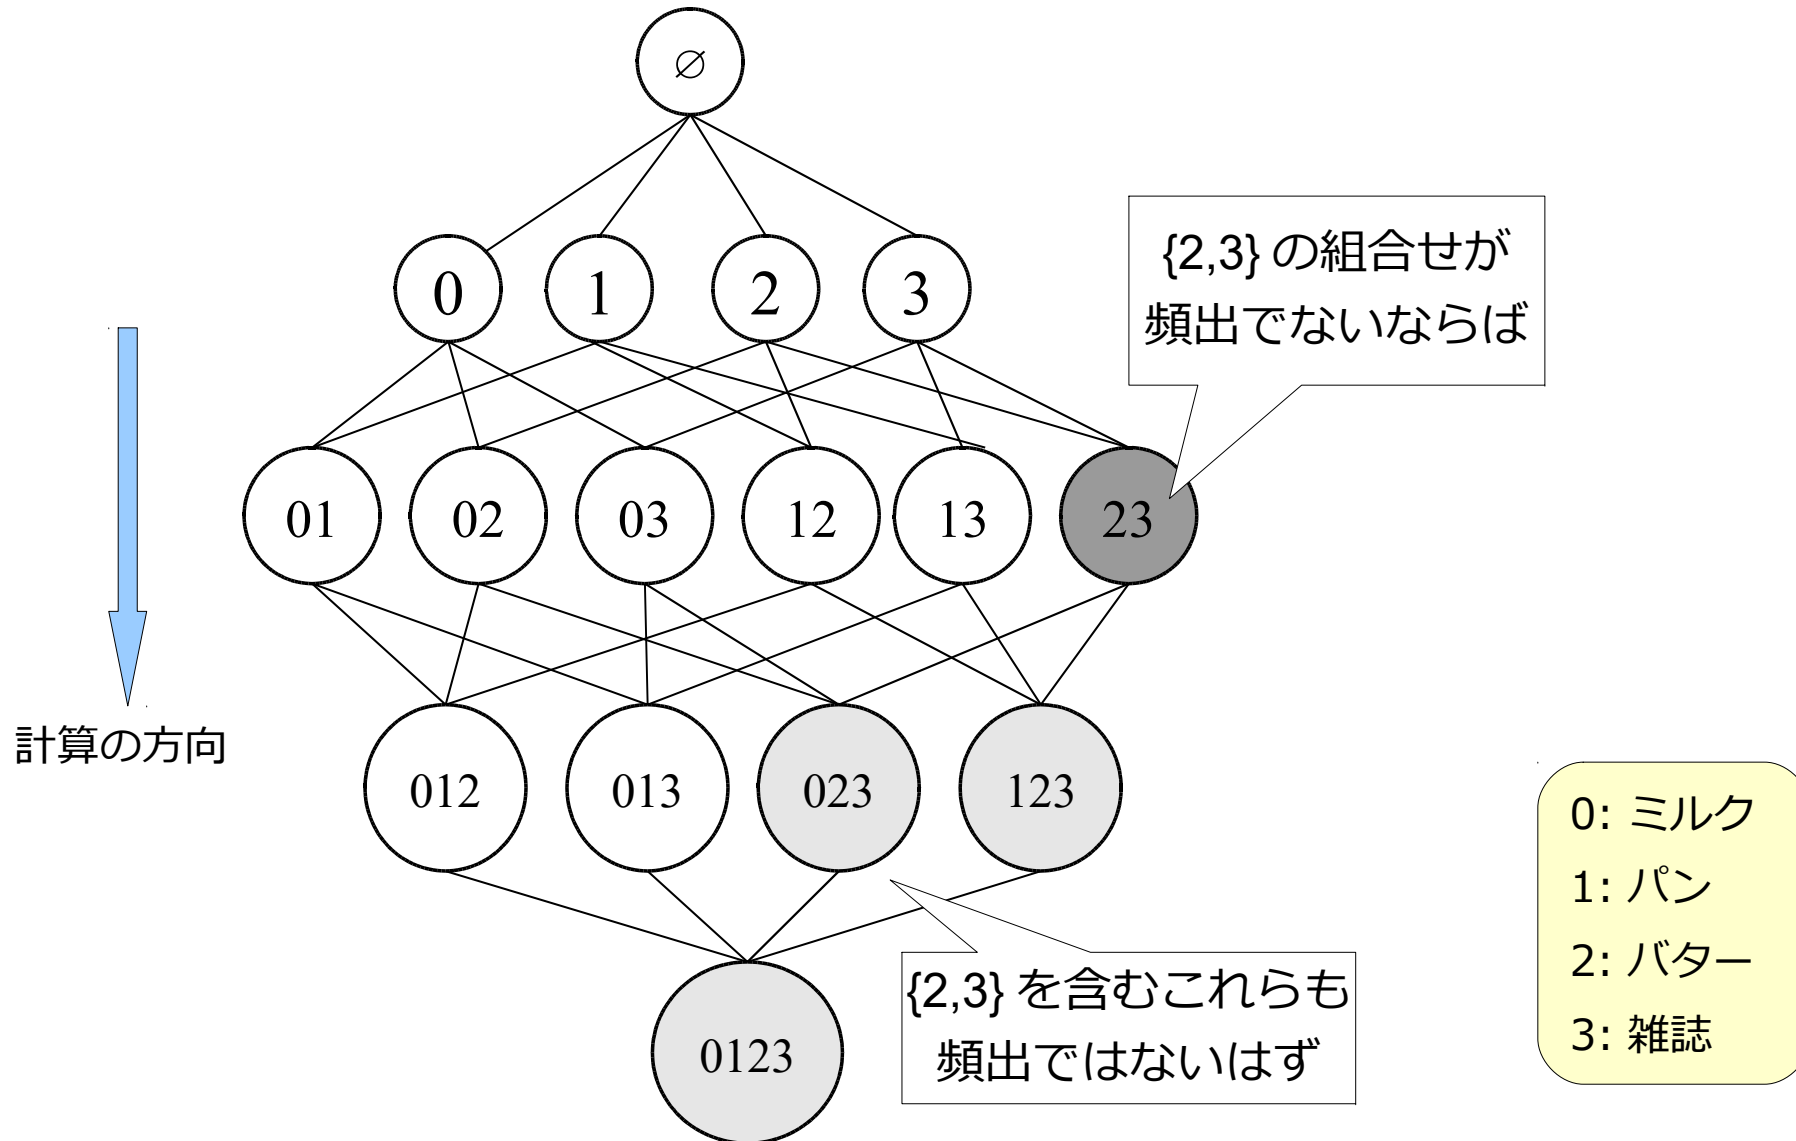 ∅
0
1
2
3
{2,3} の組合せが
頻出でないならば
01
02
03
12
13
23
計算の方向
012
013
023
123
{2,3} を含むこれらも
頻出ではないはず
0123
0: ミルク
1: パン
2: バター
3: 雑誌